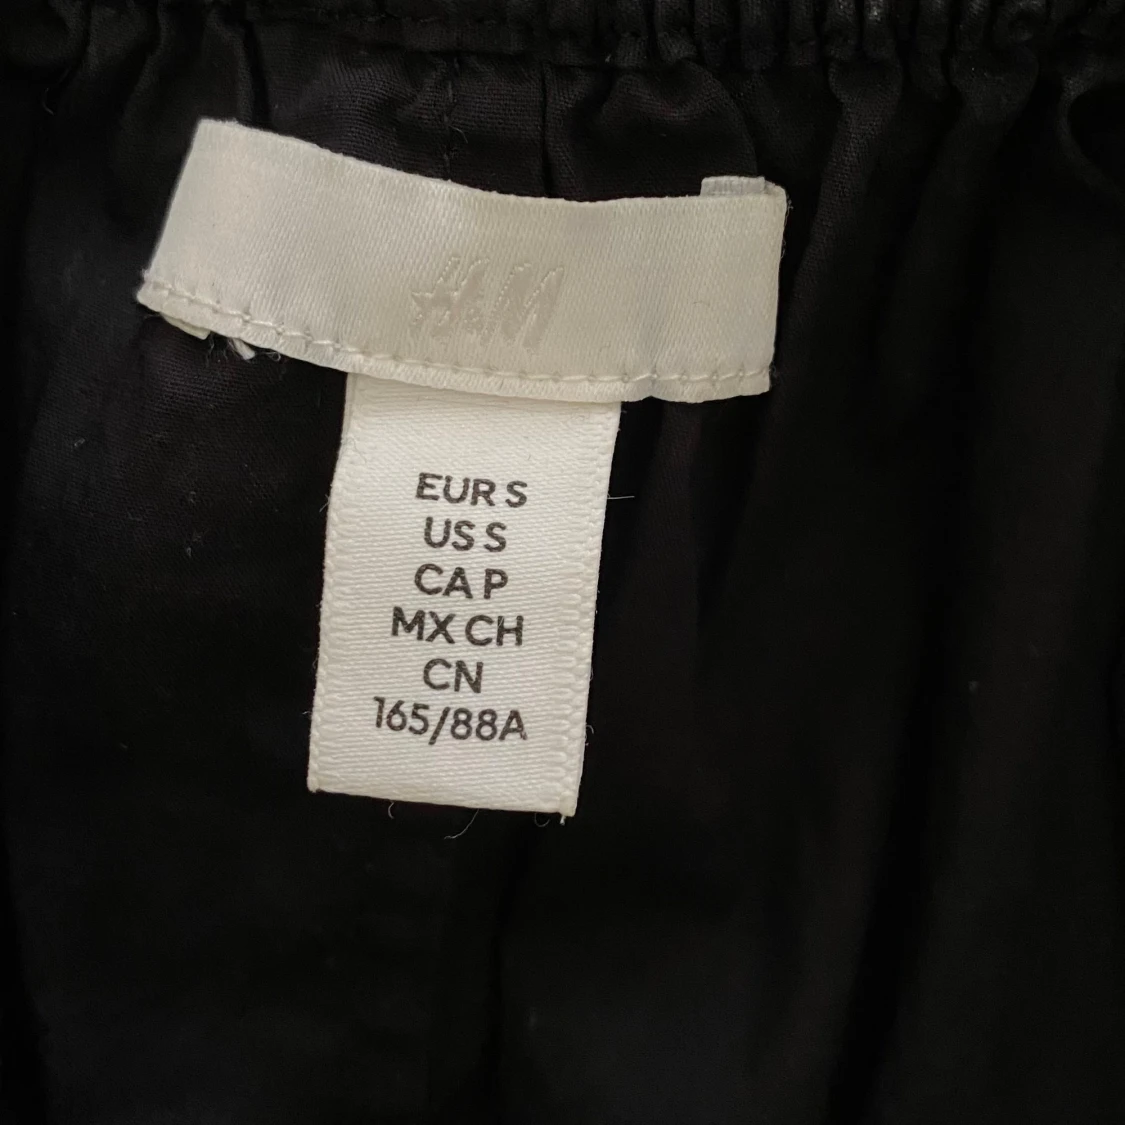 H&M
EUR S
US S
CA P
MX CH
CN
165/88A